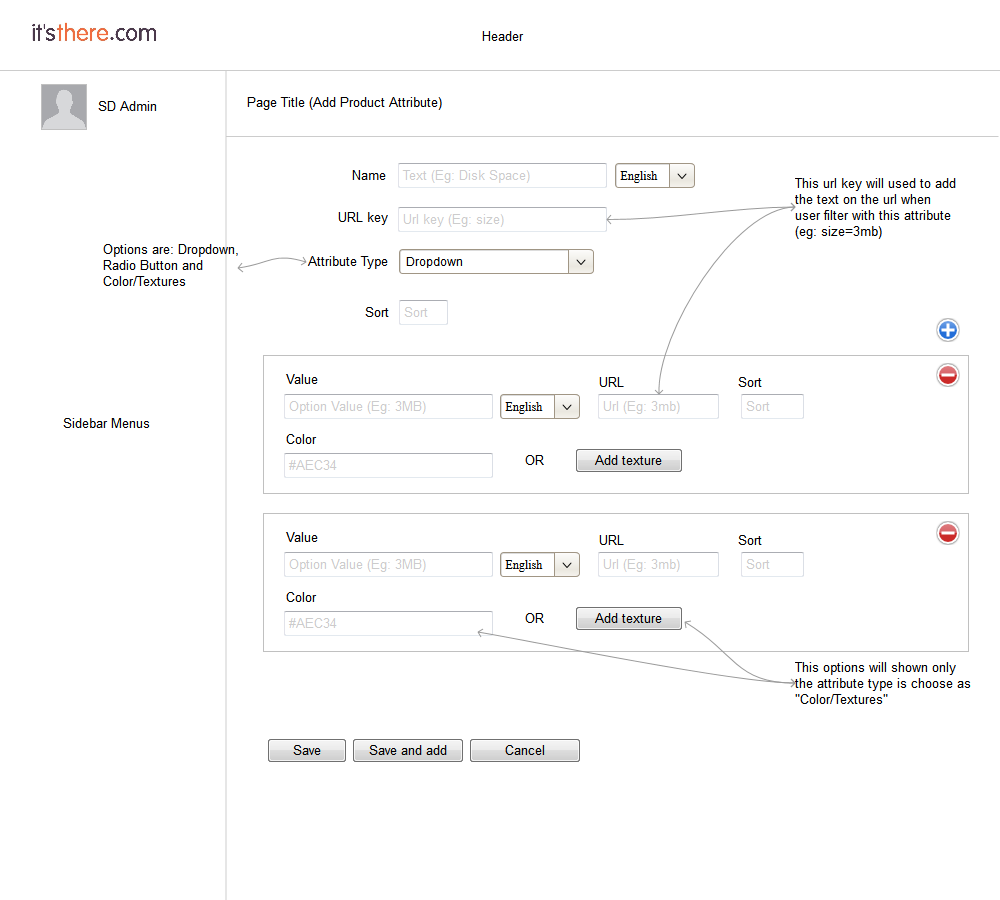 it'sthere.com
Header
SD Admin
Page Title (Add Product Attribute)
Name
Text (Eg: Disk Space)
English
This url key will used to add
the text on the url when
user filter with this attribute
(eg: size=3mb)
URL key
Url key (Eg: size)
Options are: Dropdown,
Radio Button and
Color/Textures
Attribute Type
Dropdown
Sort
Sort
Sidebar Menus
Value
URL
Sort
Option Value (Eg: 3MB)
English
Url (Eg: 3mb)
Sort
Color
#AEC34
OR
Add texture
Value
URL
Sort
Option Value (Eg: 3MB)
English
Url (Eg: 3mb)
Sort
Color
#AEC34
OR
Add texture
This options will shown only
the attribute type is choose as
"Color/Textures"
Save
Save and add
Cancel